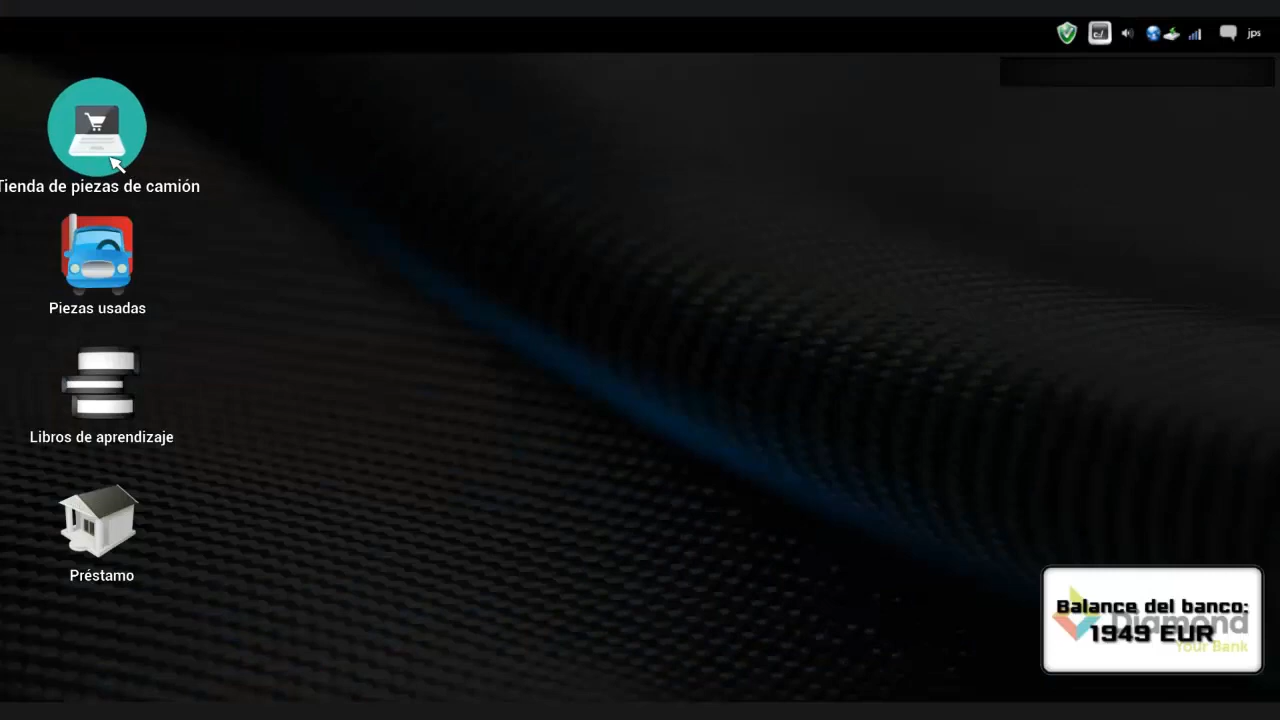 jps
Tienda de piezas de camión
Piezas usadas
Libros de aprendizaje
Préstamo
Balance del banco:
1949 EUR
Diamond
Your Bank